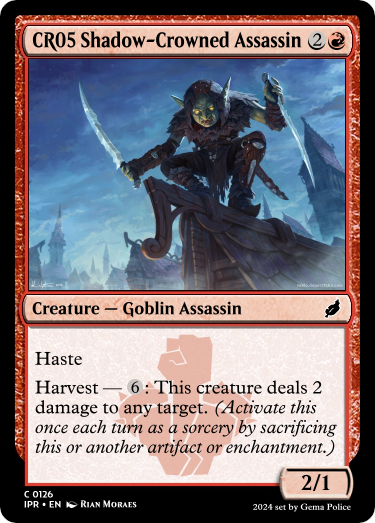 CR05 Shadow-Crowned Assassin 2
Creature — Goblin Assassin
Haste
Harvest — 6: This creature deals 2
damage to any target. (Activate this
once each turn as a sorcery by sacrificing
this or another artifact or enchantment.)
2/1
C 0126
IPR • EN Rian Moraes
2024 set by Gema Police